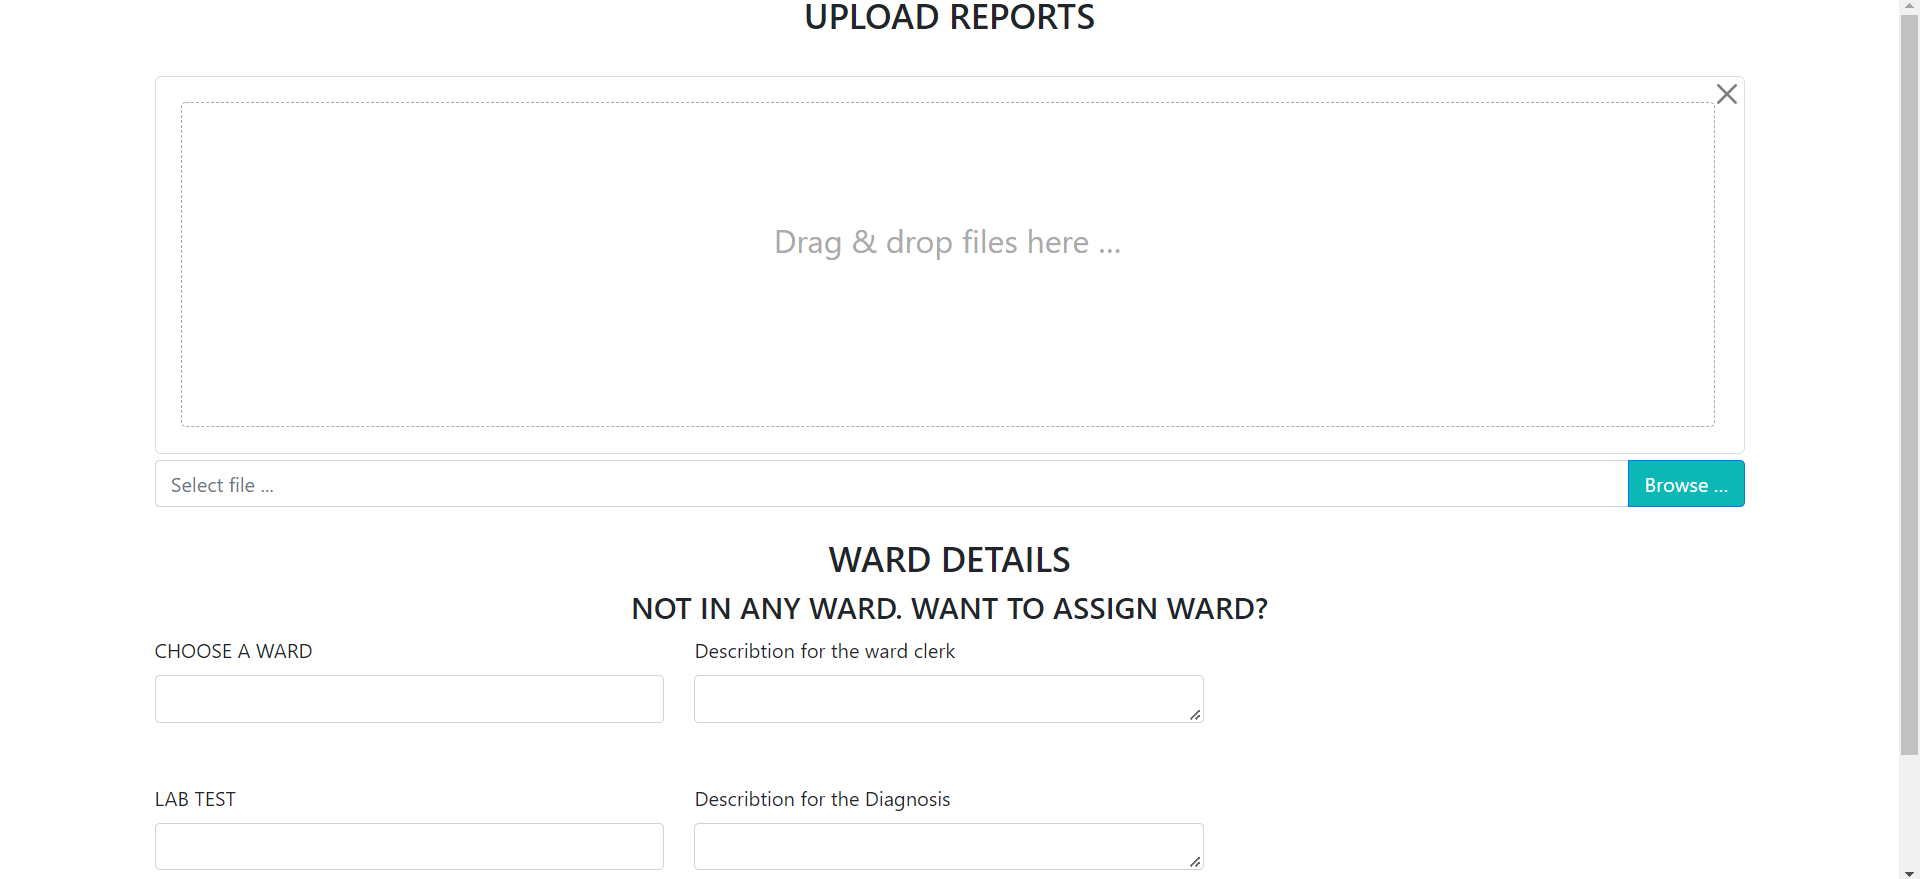 UPLOAD REPORTS
Drag & drop files here ...
Select file ...
Browse ...
WARD DETAILS
NOT IN ANY WARD. WANT TO ASSIGN WARD?
CHOOSE A WARD
Describtion for the ward clerk
LAB TEST
Describtion for the Diagnosis